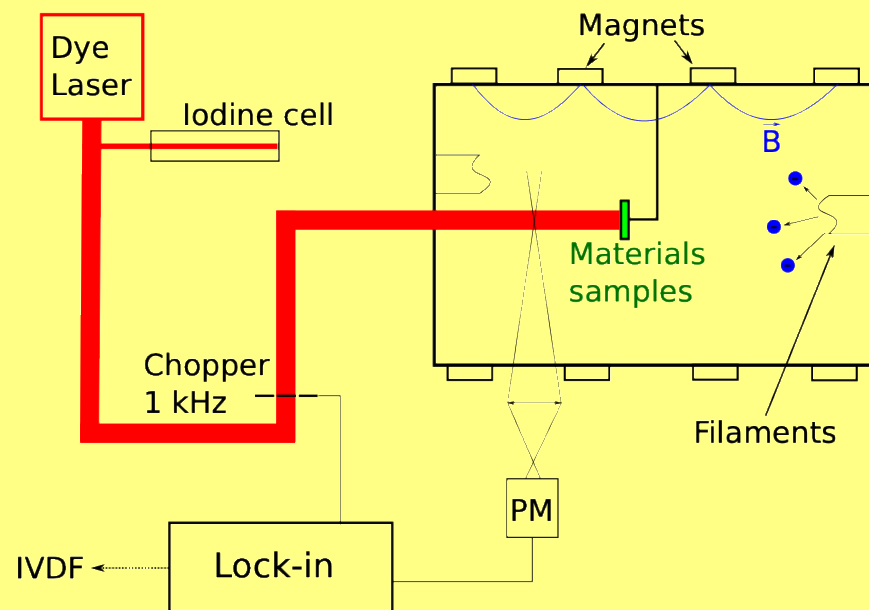 Magnets
Dye
Laser
Iodine cell
B
Materials
samples
Chopper
1 kHz
Filaments
PM
IVDF
Lock-in